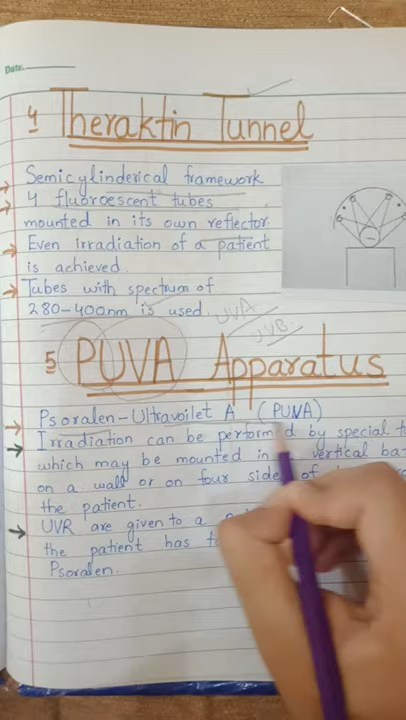 Date
4 Theraktin Tunnel
→ Semicylinderical framework
→ 4 fluoroescent tubes
mounted in its own reflector.
→ Even irradiation of a patient
is achieved.
→ Tubes with spectrum of
280-400nm is used.
UVA
UVB
5 PUVA Apparatus
→ Psoralen-Ultravoilet A (PUVA)
→ Irradiation can be performed by special
which may be mounted in a vertical
on a wall or on four side of
the patient.
→ UVR are given to a
the patient has
Psoralen.